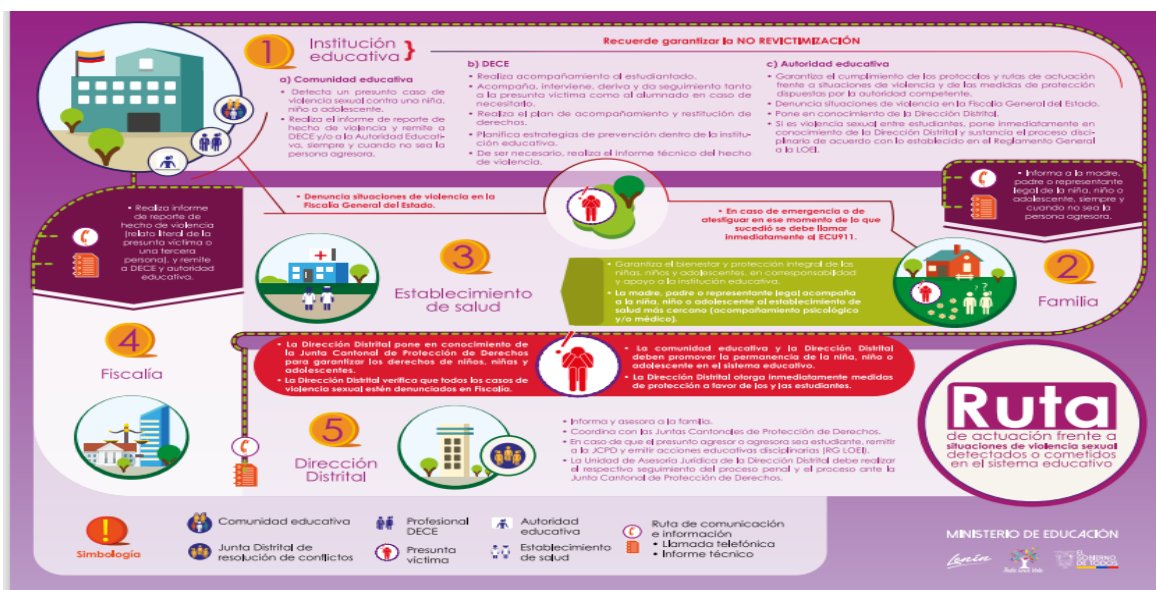 1
Institución
educativa }
Recuerde garantizar la NO REVICTIMIZACIÓN
a) Comunidad educativa
• Detecta un presunto caso de
violencia sexual contra una niña,
niño o adolescente.
• Realiza el informe de reporte de
hecho de violencia y remite a
DECE y/o a la Autoridad Educati-
va, siempre y cuando no sea la
persona agresora.
b) DECE
• Realiza acompañamiento al estudiantado.
• Acompaña, interviene, deriva y da seguimiento tanto
a la presunta víctima como al alumnado en caso de
necesitarlo.
• Realiza el plan de acompañamiento y restitución de
derechos.
• Planifica estrategias de prevención dentro de la institu-
ción educativa.
• De ser necesario, realiza el informe técnico del hecho
de violencia.
c) Autoridad educativa
• Garantiza el cumplimiento de los protocolos y rutas de actuación
frente a situaciones de violencia y de las medidas de protección
dispuestas por la autoridad competente.
• Denuncia situaciones de violencia en la Fiscalía General del Estado.
• Pone en conocimiento de la Dirección Distrital.
• Si es violencia sexual entre estudiantes, pone inmediatamente en
conocimiento de la Dirección Distrital y sustancia el proceso disci-
plinario de acuerdo con lo establecido en el Reglamento General
a la LOEI.
• Denuncia situaciones de violencia en la
Fiscalía General del Estado.
• En caso de emergencia o de
atestiguar en ese momento de lo que
sucedió se debe llamar
inmediatamente al ECU911.
• Informa a la madre,
padre o representante
legal de la niña, niño o
adolescente, siempre y
cuando no sea la
persona agresora.
• Realiza informe
de reporte de
hecho de violencia
(relato literal de la
presunta víctima o
una tercera
persona), y remite
a DECE y autoridad
educativa.
2
Familia
• Garantiza el bienestar y protección integral de las
niñas, niños y adolescentes, en corresponsabilidad
y apoyo a la institución educativa.
• La madre, padre o representante legal acompaña
a la niña, niño o adolescente al establecimiento de
salud más cercano (acompañamiento psicológico
y/o médico).
3
Establecimiento
de salud
4
Fiscalía
• La Dirección Distrital pone en conocimiento de
la Junta Cantonal de Protección de Derechos
para garantizar los derechos de niños, niñas y
adolescentes.
• La Dirección Distrital verifica que todos los casos de
violencia sexual estén denunciados en Fiscalía.
• La comunidad educativa y la Dirección Distrital
deben promover la permanencia de la niña, niño o
adolescente en el sistema educativo.
• La Dirección Distrital otorga inmediatamente medidas
de protección a favor de los y las estudiantes.
5
Dirección
Distrital
• Informa y asesora a la familia.
• Coordina con las Juntas Cantonales de Protección de Derechos.
• En caso de que el presunto agresor o agresora sea estudiante, remitir
a la JCPD y emitir acciones educativas disciplinarias (RG LOEI).
• La Unidad de Asesoría Jurídica de la Dirección Distrital debe realizar
el respectivo seguimiento del proceso penal y el proceso ante la
Junta Cantonal de Protección de Derechos.
Ruta
de actuación frente a
situaciones de violencia sexual
detectados o cometidos
en el sistema educativo
!
Simbología
Comunidad educativa
Junta Distrital de
resolución de conflictos
Profesional
DECE
Presunta
víctima
Autoridad
educativa
Establecimiento
de salud
Ruta de comunicación
e información
• Llamada telefónica
• Informe técnico
MINISTERIO DE EDUCACIÓN
Lenín
EL
GOBIERNO
DE TODOS